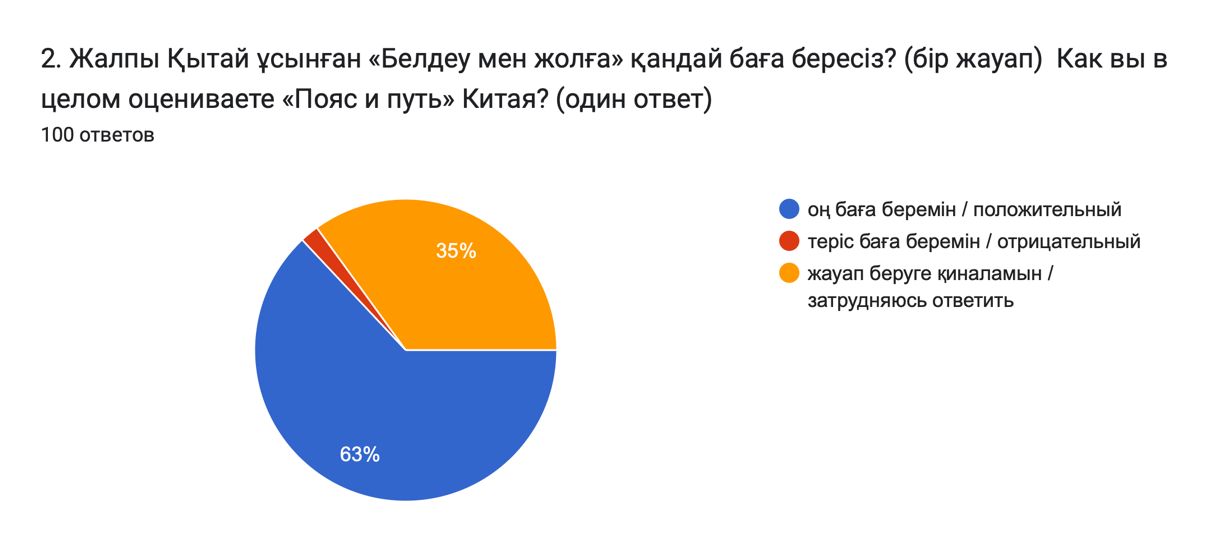 2. Жалпы Қытай ұсынған «Белдеу мен жолға» қандай баға бересіз? (бір жауап)  Как вы в
целом оцениваете «Пояс и путь» Китая? (один ответ)
100 ответов
35%
63%
оң баға беремін / положительный
теріс баға беремін / отрицательный
жауап беруге қиналамын /
затрудняюсь ответить